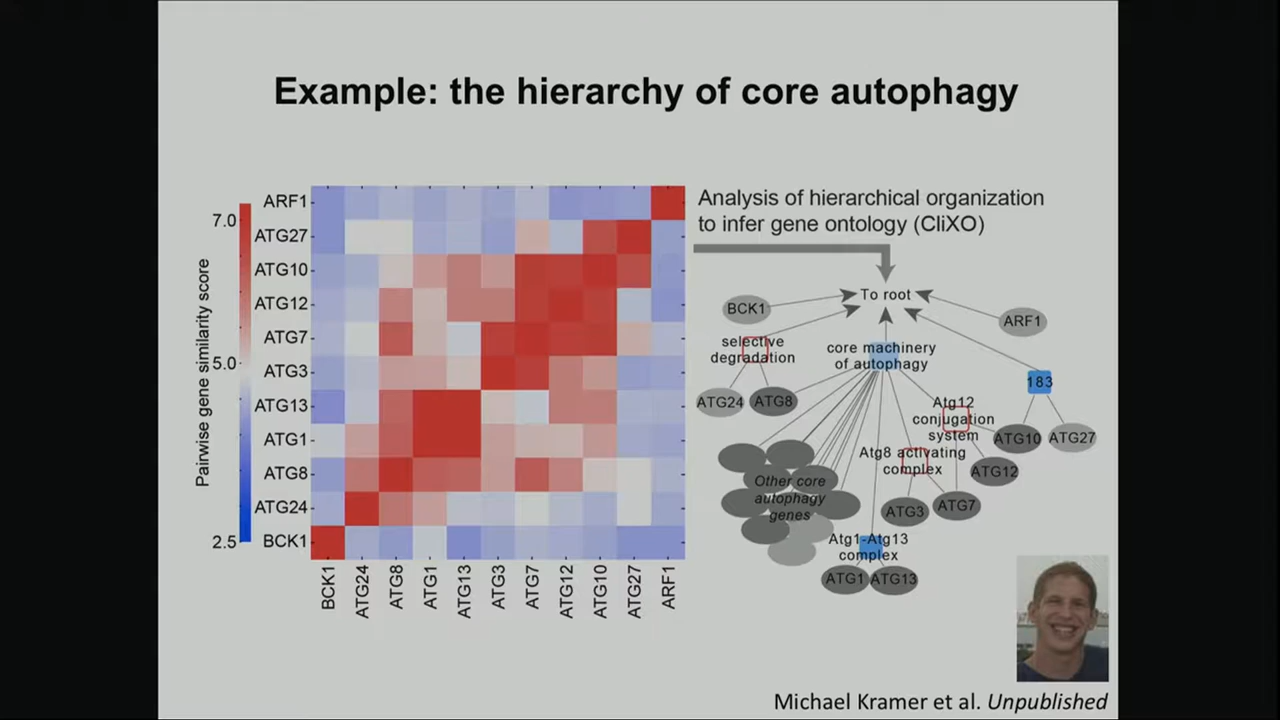 Example: the hierarchy of core autophagy
Pairwise gene similarity score
7.0
5.0
2.5
ARF1
ATG27
ATG10
ATG12
ATG7
ATG3
ATG13
ATG1
ATG8
ATG24
BCK1
BCK1
ATG24
ATG8
ATG1
ATG13
ATG3
ATG7
ATG12
ATG10
ATG27
ARF1
Analysis of hierarchical organization
to infer gene ontology (CliXO)
To root
BCK1
ARF1
selective
degradation
core machinery
of autophagy
183
ATG24
ATG8
Atg12
conjugation
system
ATG10
ATG27
Atg8 activating
complex
ATG12
Other core
autophagy
genes
ATG3
ATG7
Atg1-Atg13
complex
ATG1
ATG13
Michael Kramer et al. Unpublished